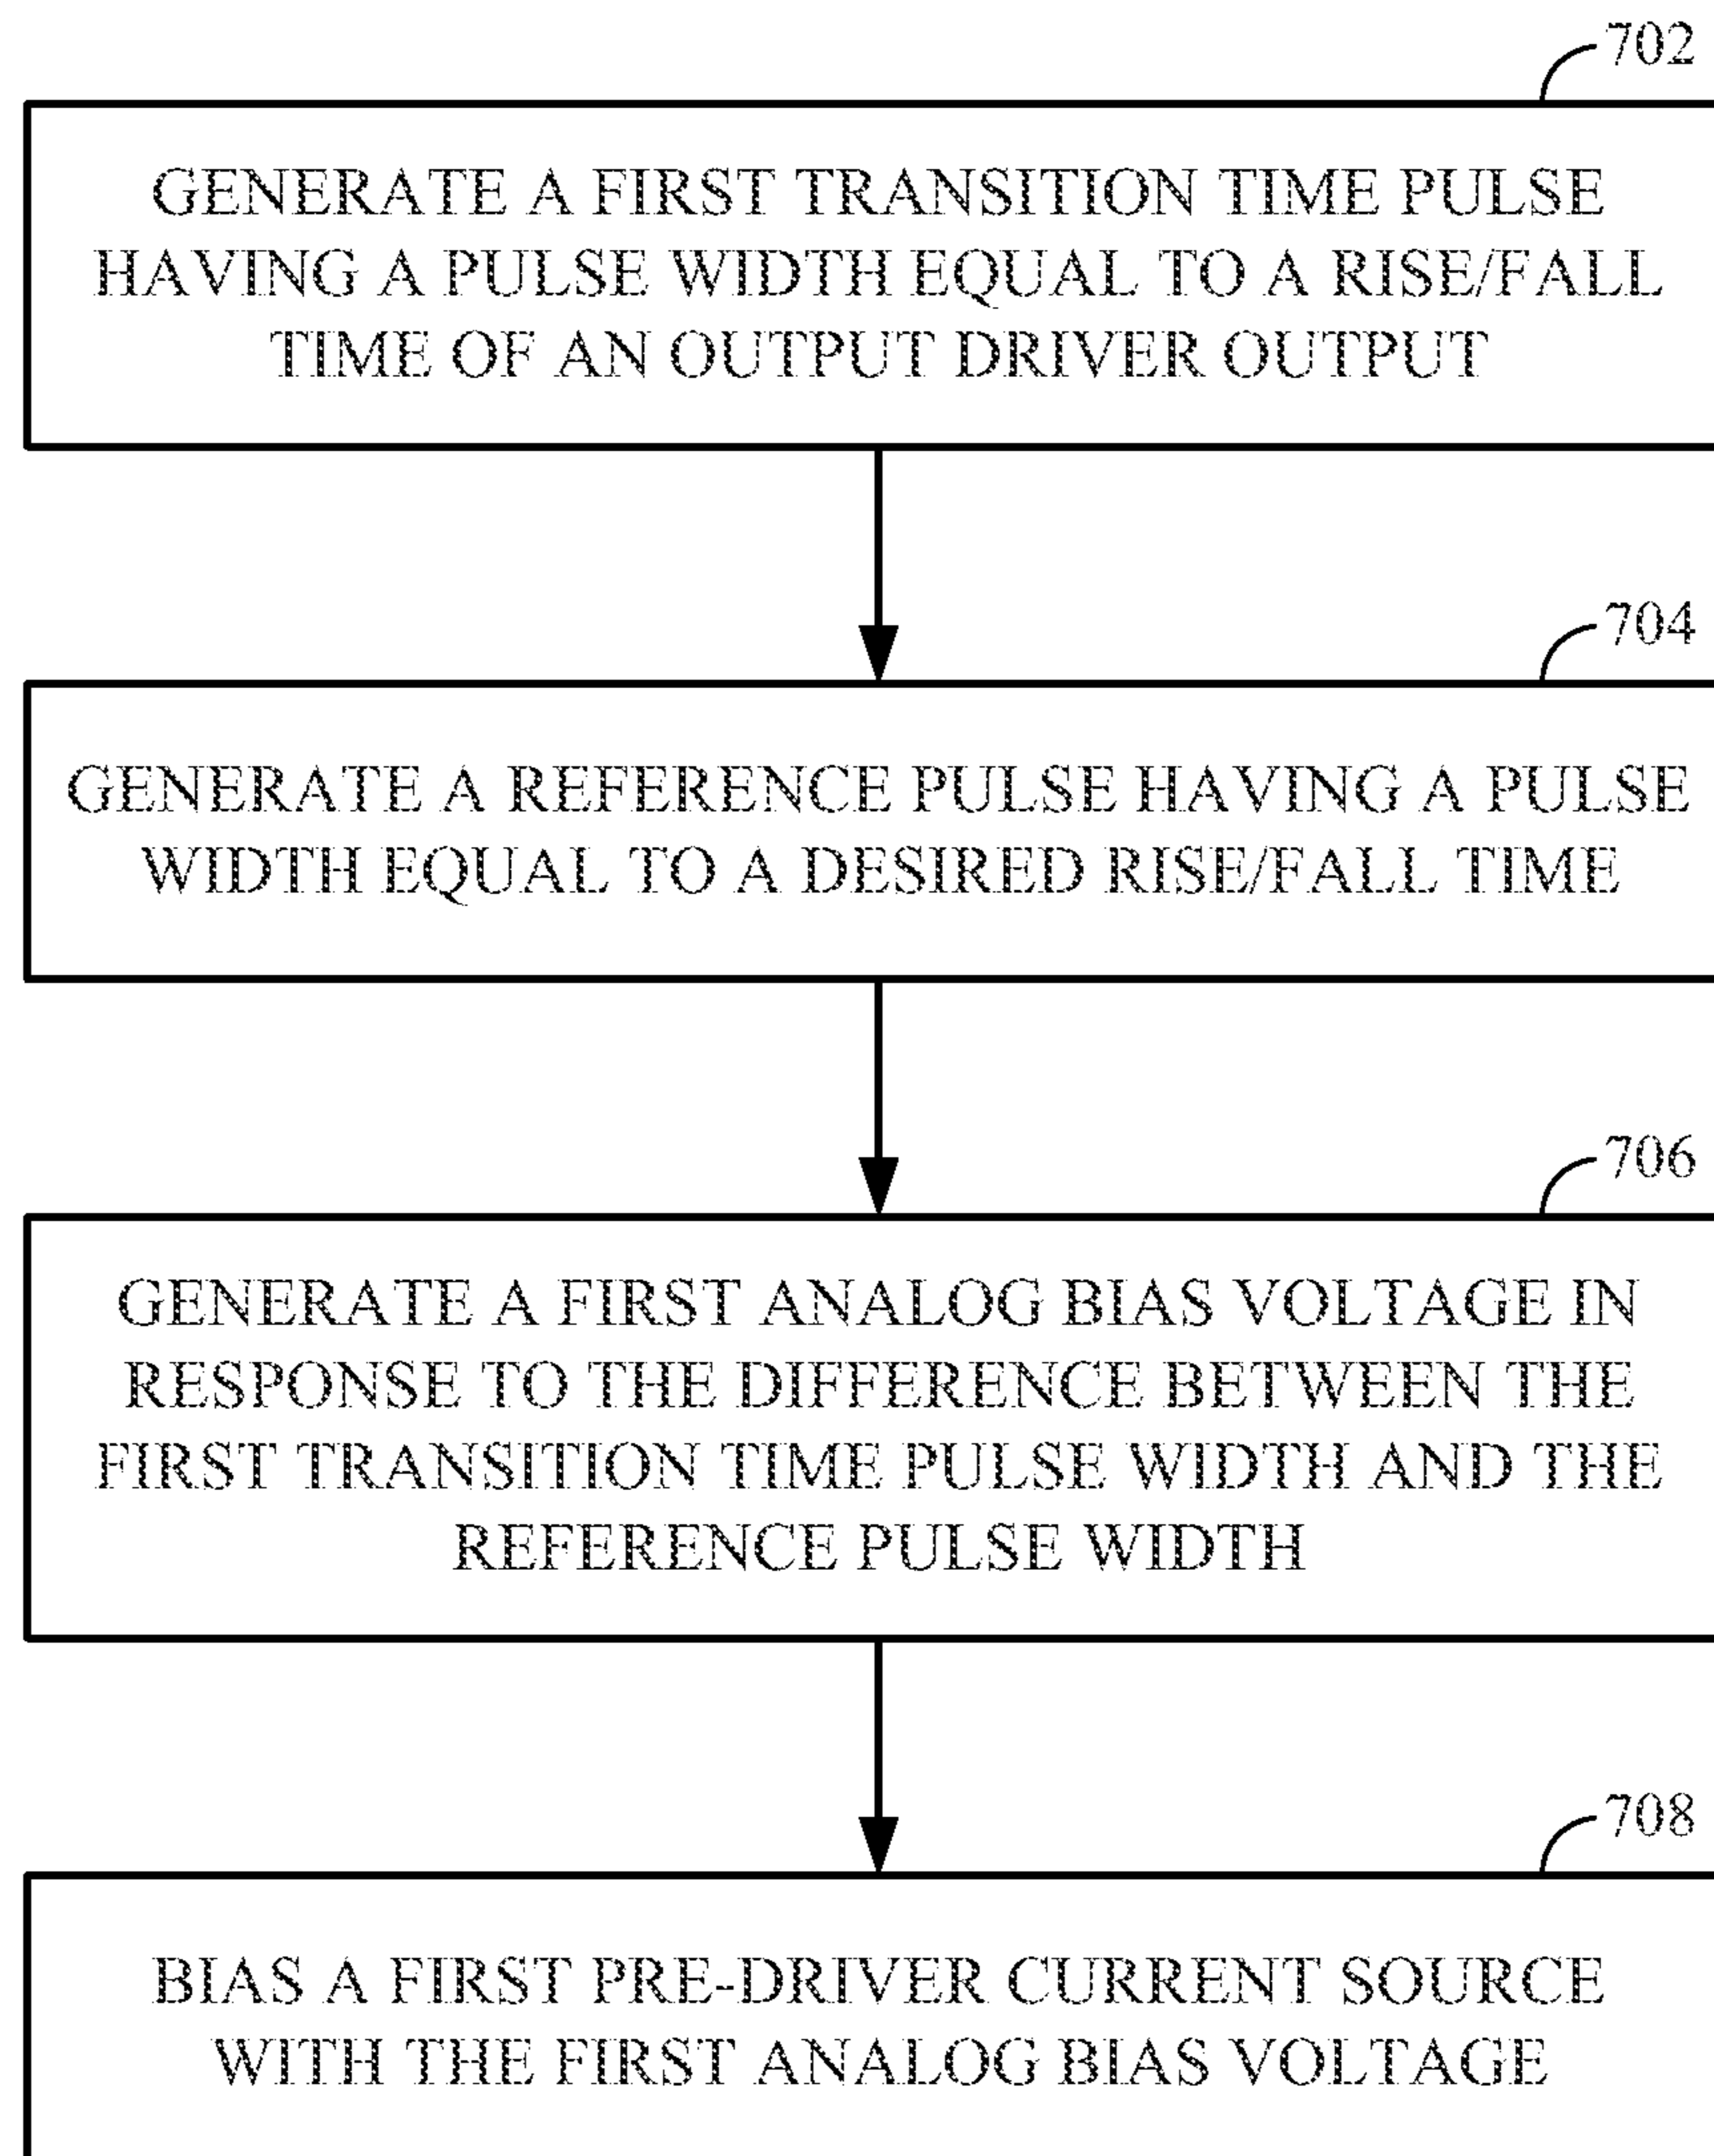 702
GENERATE A FIRST TRANSITION TIME PULSE
HAVING A PULSE WIDTH EQUAL TO A RISE/FALL
TIME OF AN OUTPUT DRIVER OUTPUT
704
GENERATE A REFERENCE PULSE HAVING A PULSE
WIDTH EQUAL TO A DESIRED RISE/FALL TIME
706
GENERATE A FIRST ANALOG BIAS VOLTAGE IN
RESPONSE TO THE DIFFERENCE BETWEEN THE
FIRST TRANSITION TIME PULSE WIDTH AND THE
REFERENCE PULSE WIDTH
708
BIAS A FIRST PRE-DRIVER CURRENT SOURCE
WITH THE FIRST ANALOG BIAS VOLTAGE